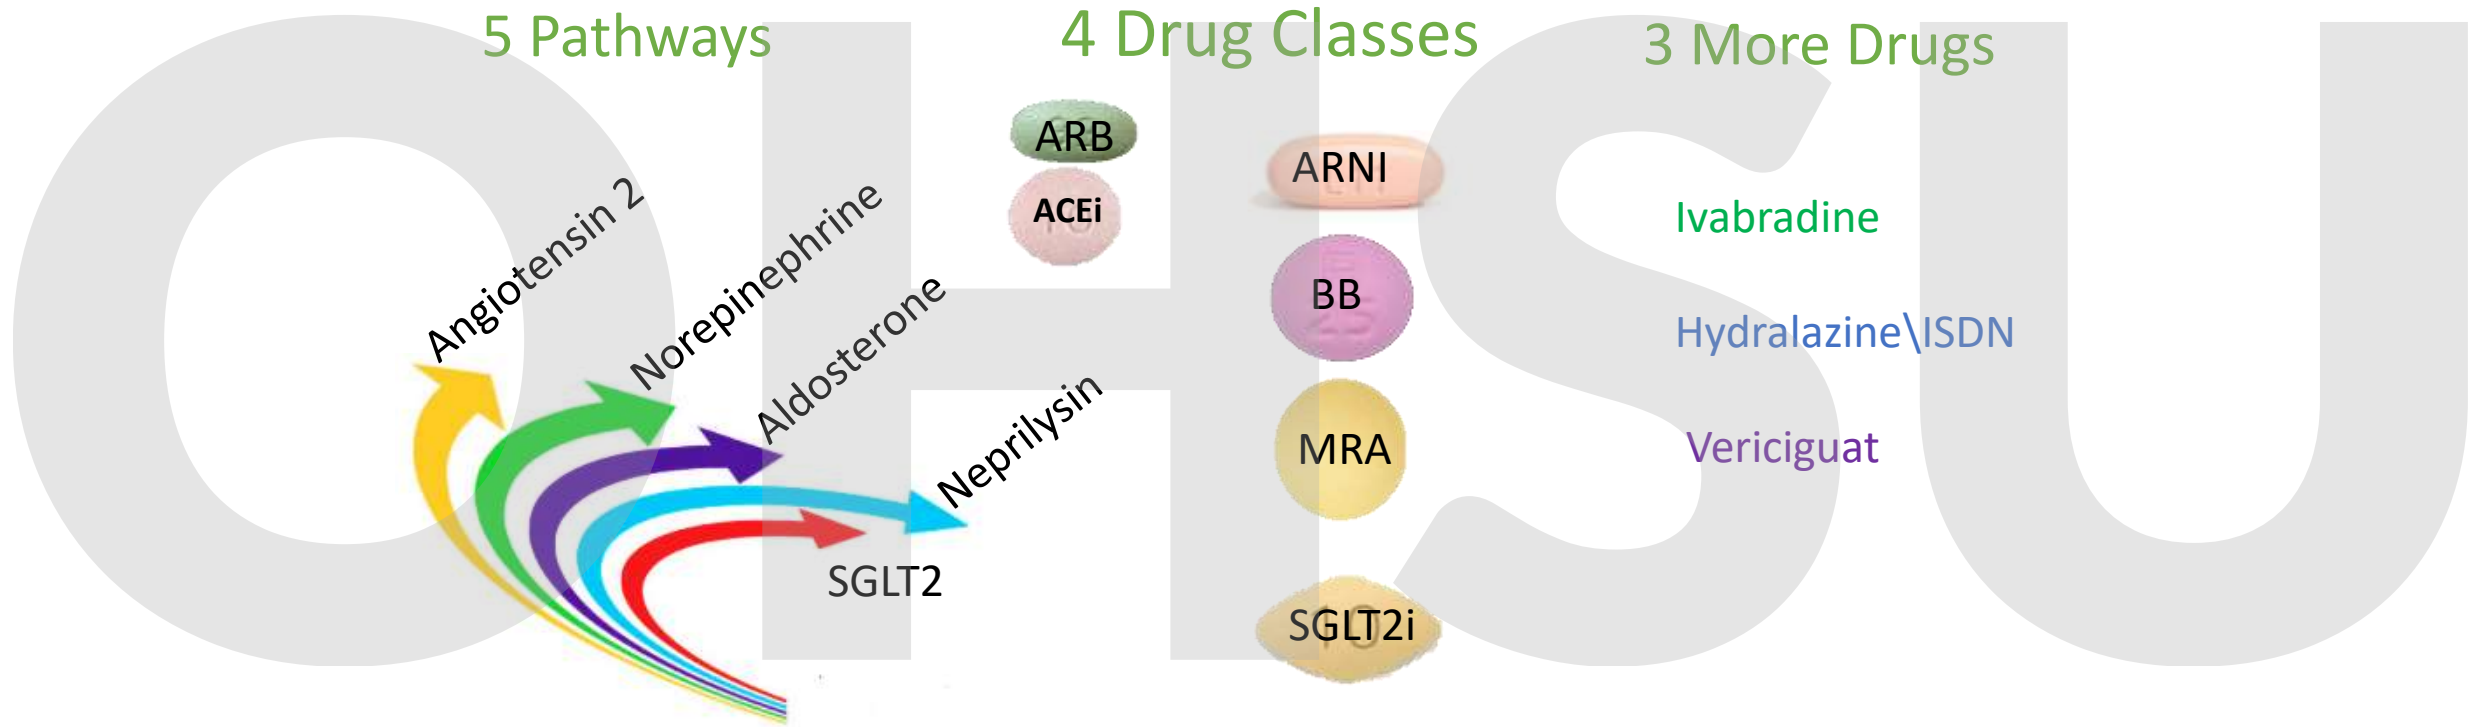 5 Pathways
4 Drug Classes
3 More Drugs
Angiotensin 2
Norepinephrine
Aldosterone
Neprilysin
SGLT2
ARB
ACEi
ARNI
BB
MRA
SGLT2i
10
Ivabradine
Hydralazine\ISDN
Vericiguat
OHSU